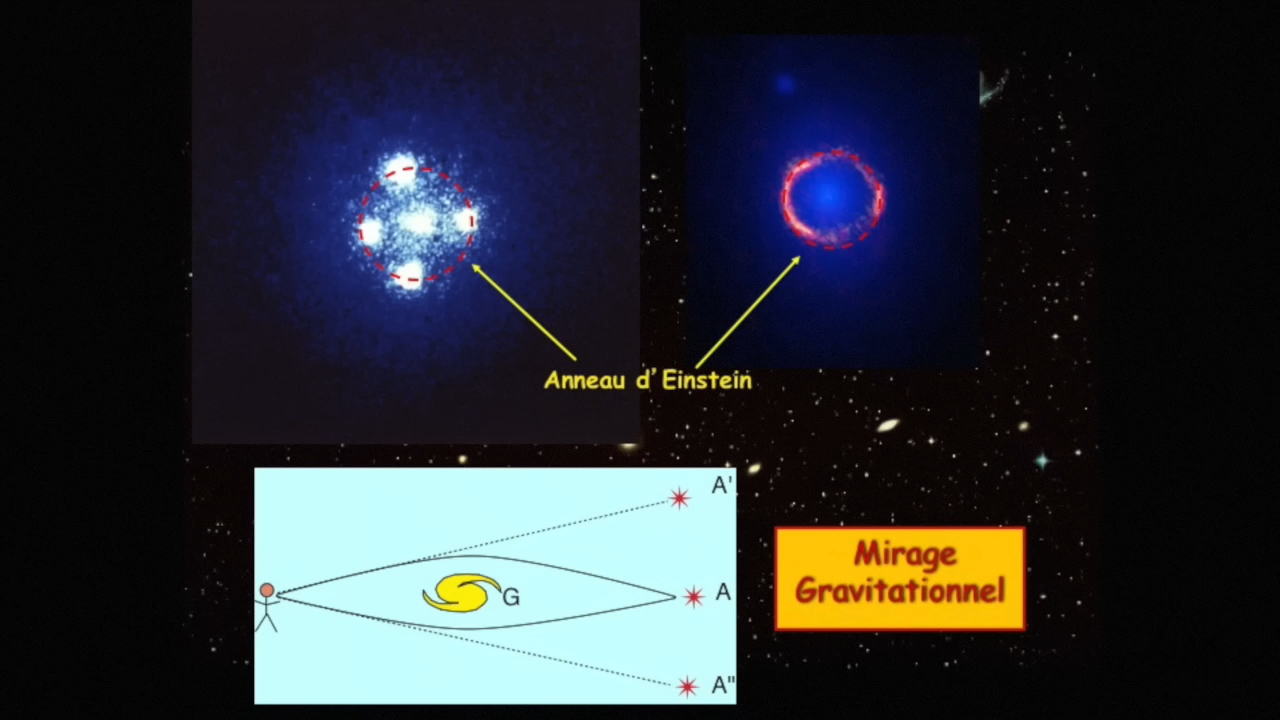 Anneau d'Einstein
A'
G
A
A"
Mirage
Gravitationnel